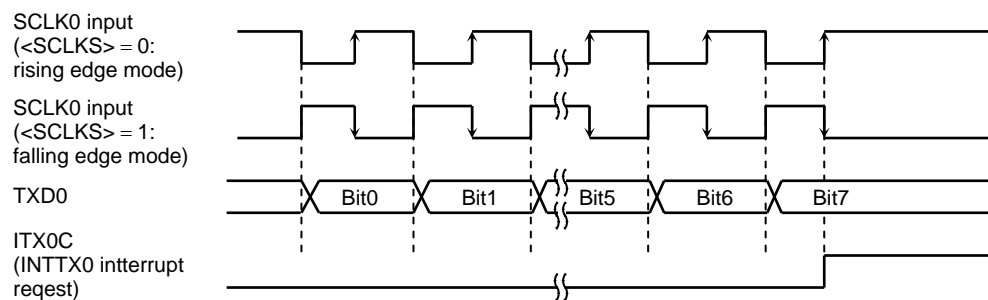 SCLK0 input
(<SCLKS> = 0:
rising edge mode)
SCLK0 input
(<SCLKS> = 1:
falling edge mode)
TXD0
Bit0
Bit1
Bit5
Bit6
Bit7
ITX0C
(INTTX0 intterrupt
reqest)